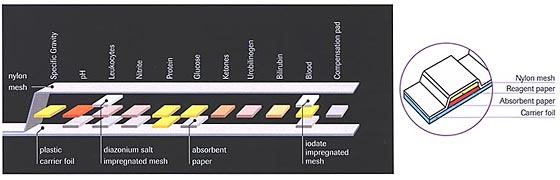 Specific Gravity
pH
Leukocytes
Nitrite
Protein
Glucose
Ketones
Urobilinogen
Bilirubin
Blood
Compensation pad
nylon
mesh
plastic
carrier foil
diazonium salt
impregnated mesh
absorbent
paper
iodate
impregnated
mesh
Nylon mesh
Reagent paper
Absorbent paper
Carrier foil